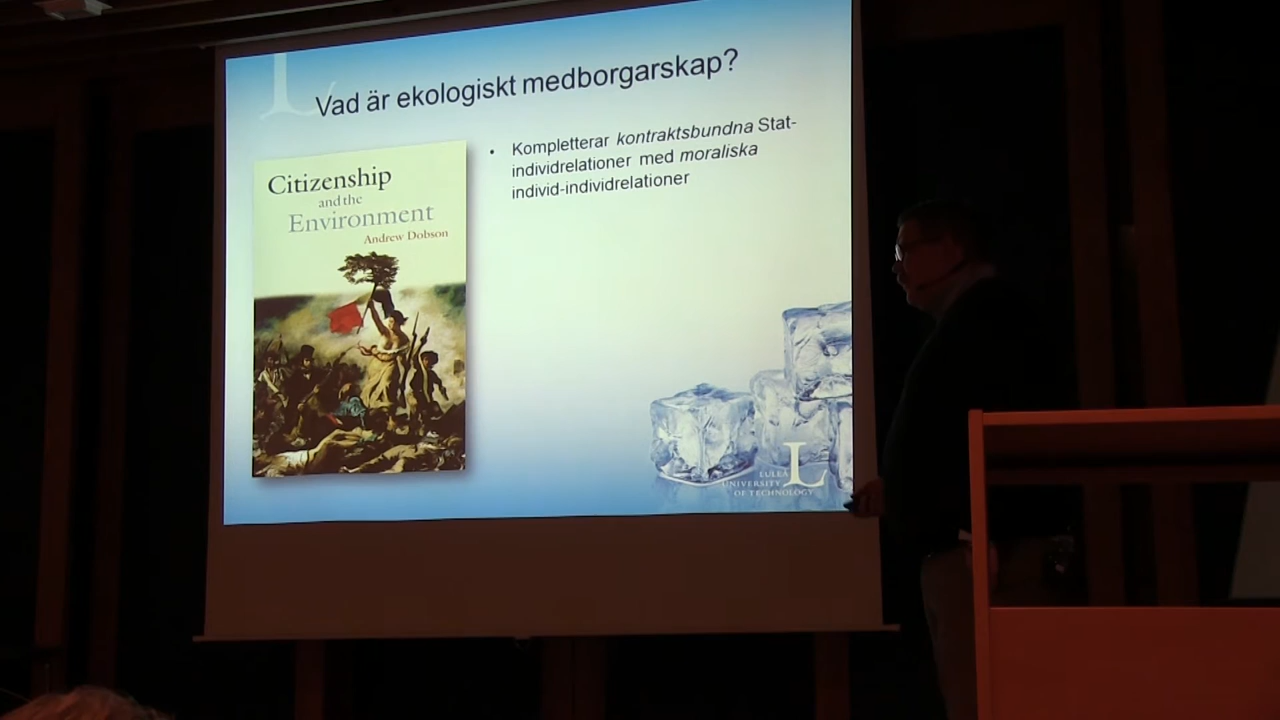 Vad är ekologiskt medborgarskap?
Citizenship
and the
Environment
Andrew Dobson
• Kompletterar kontraktsbundna Stat-
individrelationer med moraliska
individ-individrelationer
L
LULEÅ
UNIVERSITY
OF TECHNOLOGY
L